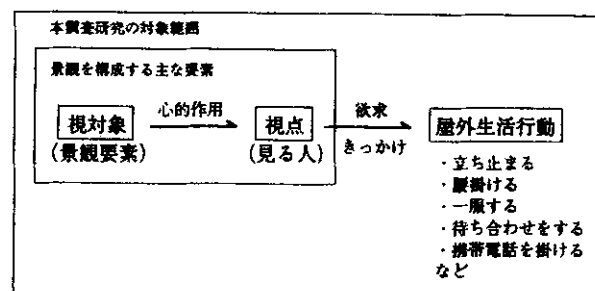 本調査研究の対象範囲
景観を構成する主な要素
視対象
(景観要素)
心的作用
視点
(見る人)
欲求
きっかけ
屋外生活行動
・立ち止まる
・腰掛ける
・一服する
・待ち合わせをする
・携帯電話を掛ける
など